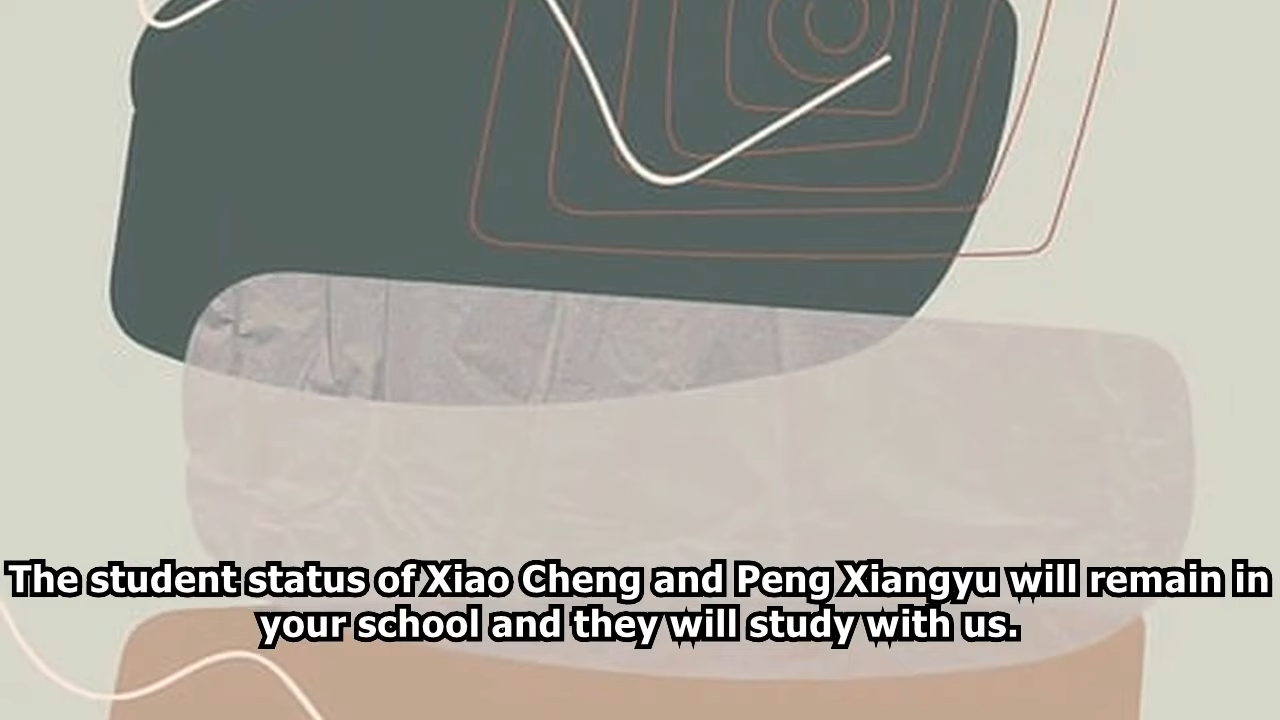 The student status of Xiao Cheng and Peng Xiangyu will remain in
your school and they will study with us.